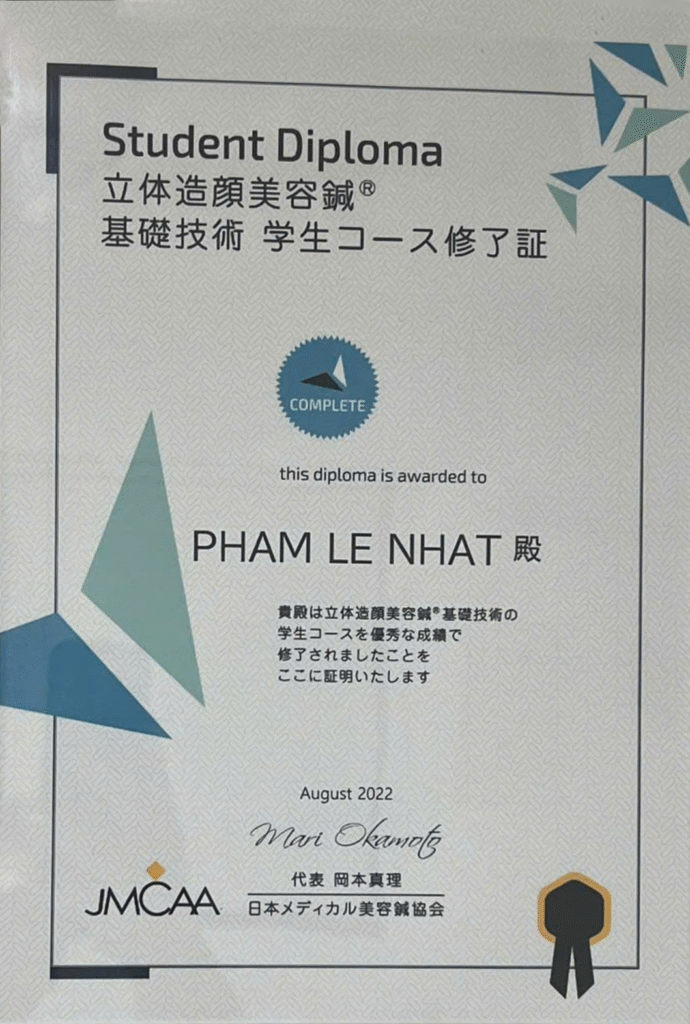 Student Diploma
立体造顔美容鍼®
基礎技術 学生コース修了証
COMPLETE
this diploma is awarded to
PHAM LE NHAT 殿
貴殿は立体造顔美容鍼®基礎技術の
学生コースを優秀な成績で
修了されましたことを
ここに証明いたします
August 2022
Mari Okamoto
代表 岡本真理
JMCAA
日本メディカル美容鍼協会